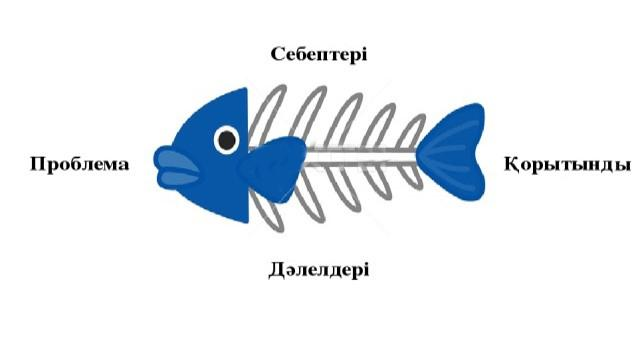 Себептері
Проблема
Қорытынды
Дәлелдері